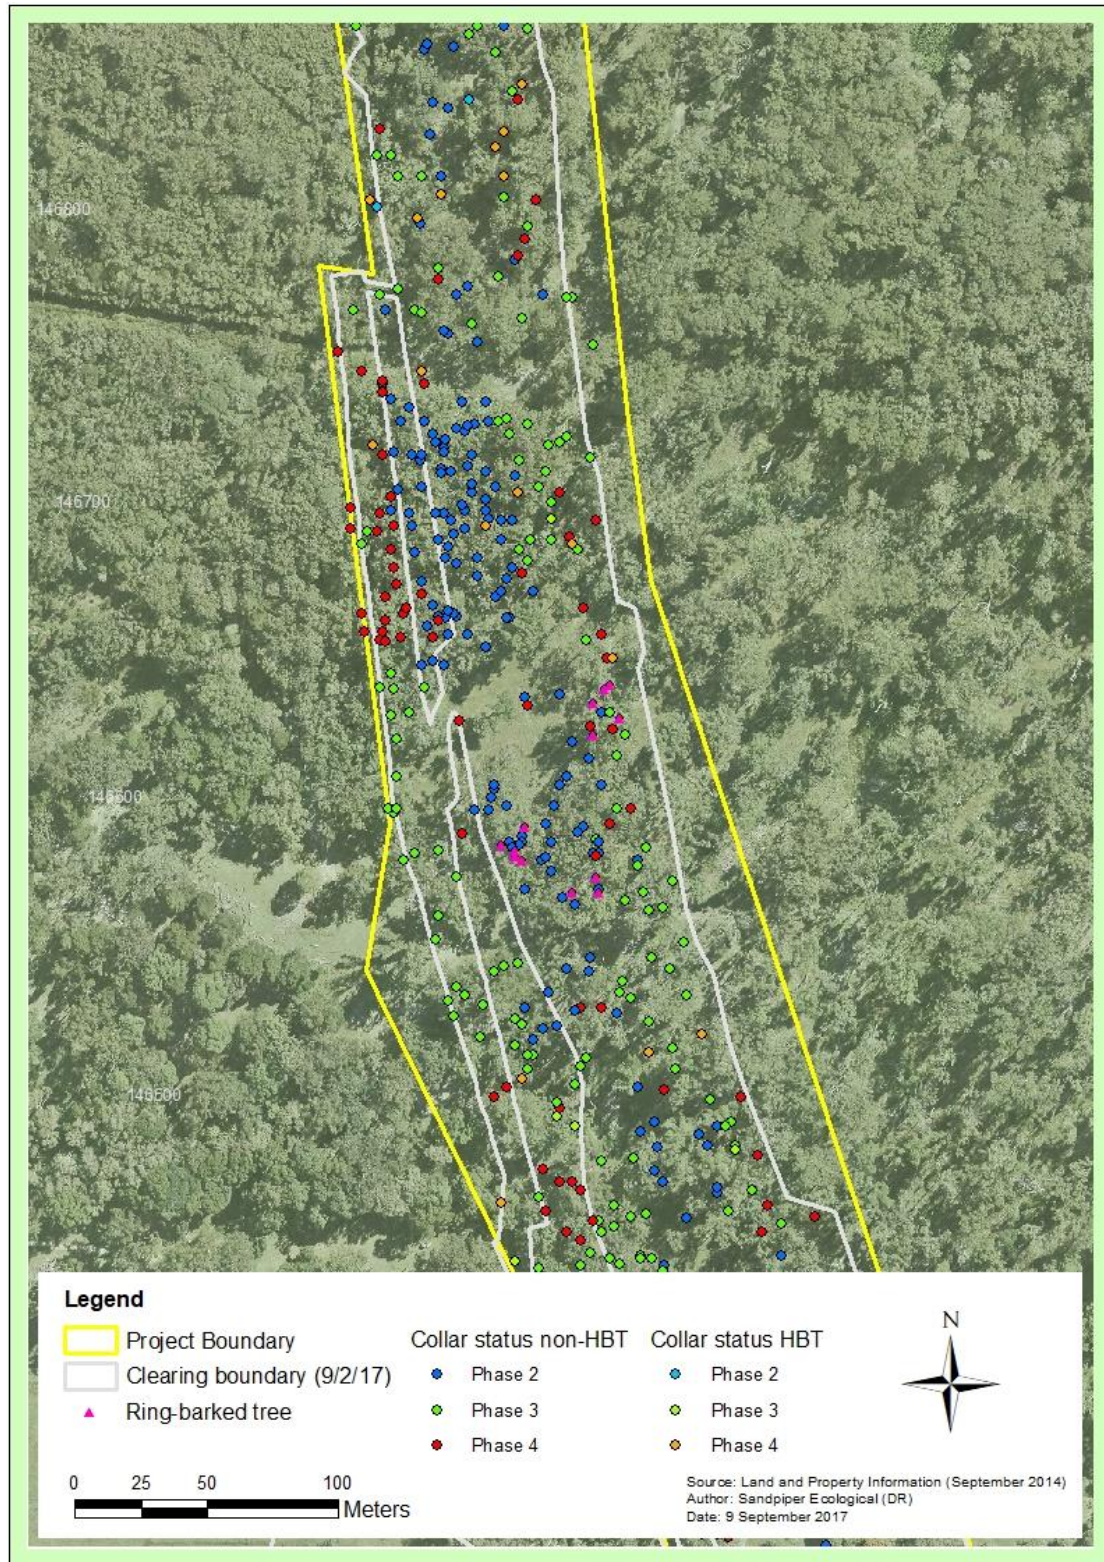 146800
146700
146600
146500
Legend
Project Boundary
Clearing boundary (9/2/17)
Ring-barked tree
0 25 50 100
Meters
Collar status non-HBT
Phase 2
Phase 3
Phase 4
Collar status HBT
Phase 2
Phase 3
Phase 4
N
Source: Land and Property Information (September 2014)
Author: Sandpiper Ecological (DR)
Date: 9 September 2017